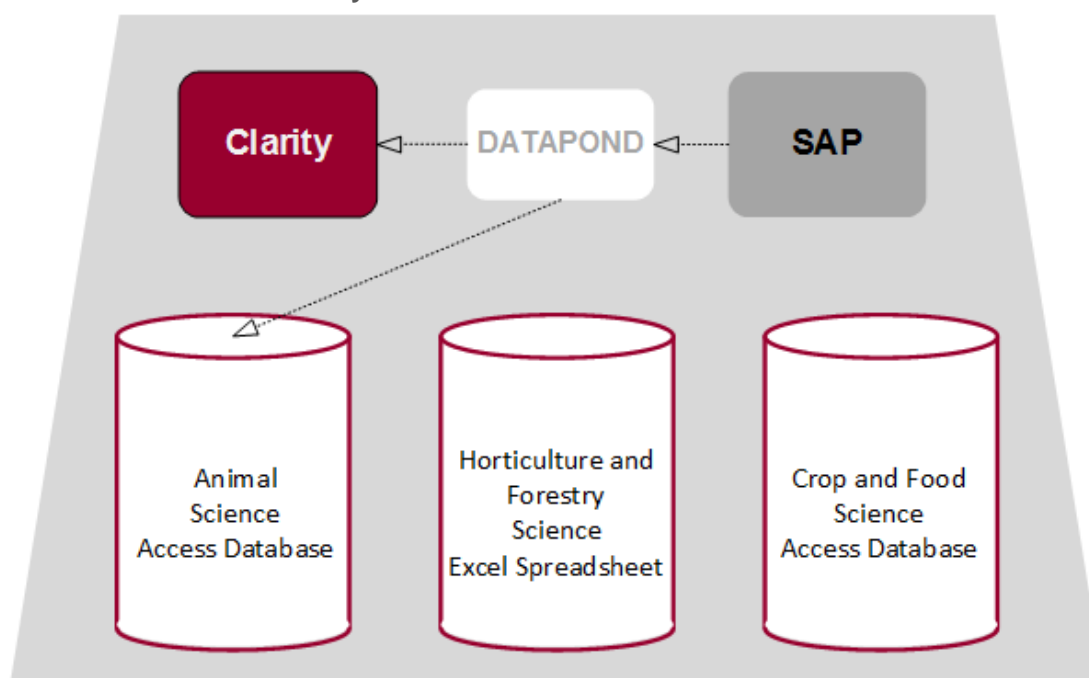 Clarity
DATAPOND
SAP
Animal
Science
Access Database
Horticulture and
Forestry
Science
Excel Spreadsheet
Crop and Food
Science
Access Database